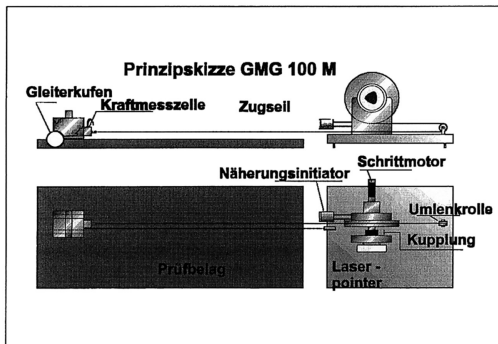 Prinzipskizze GMG 100 M
Gleiterkufen
Kraftmesszelle
Zugseil
Näherungsinitiator
Schrittmotor
Umlenkrolle
Kupplung
Prüfbelag
Laser -
pointer